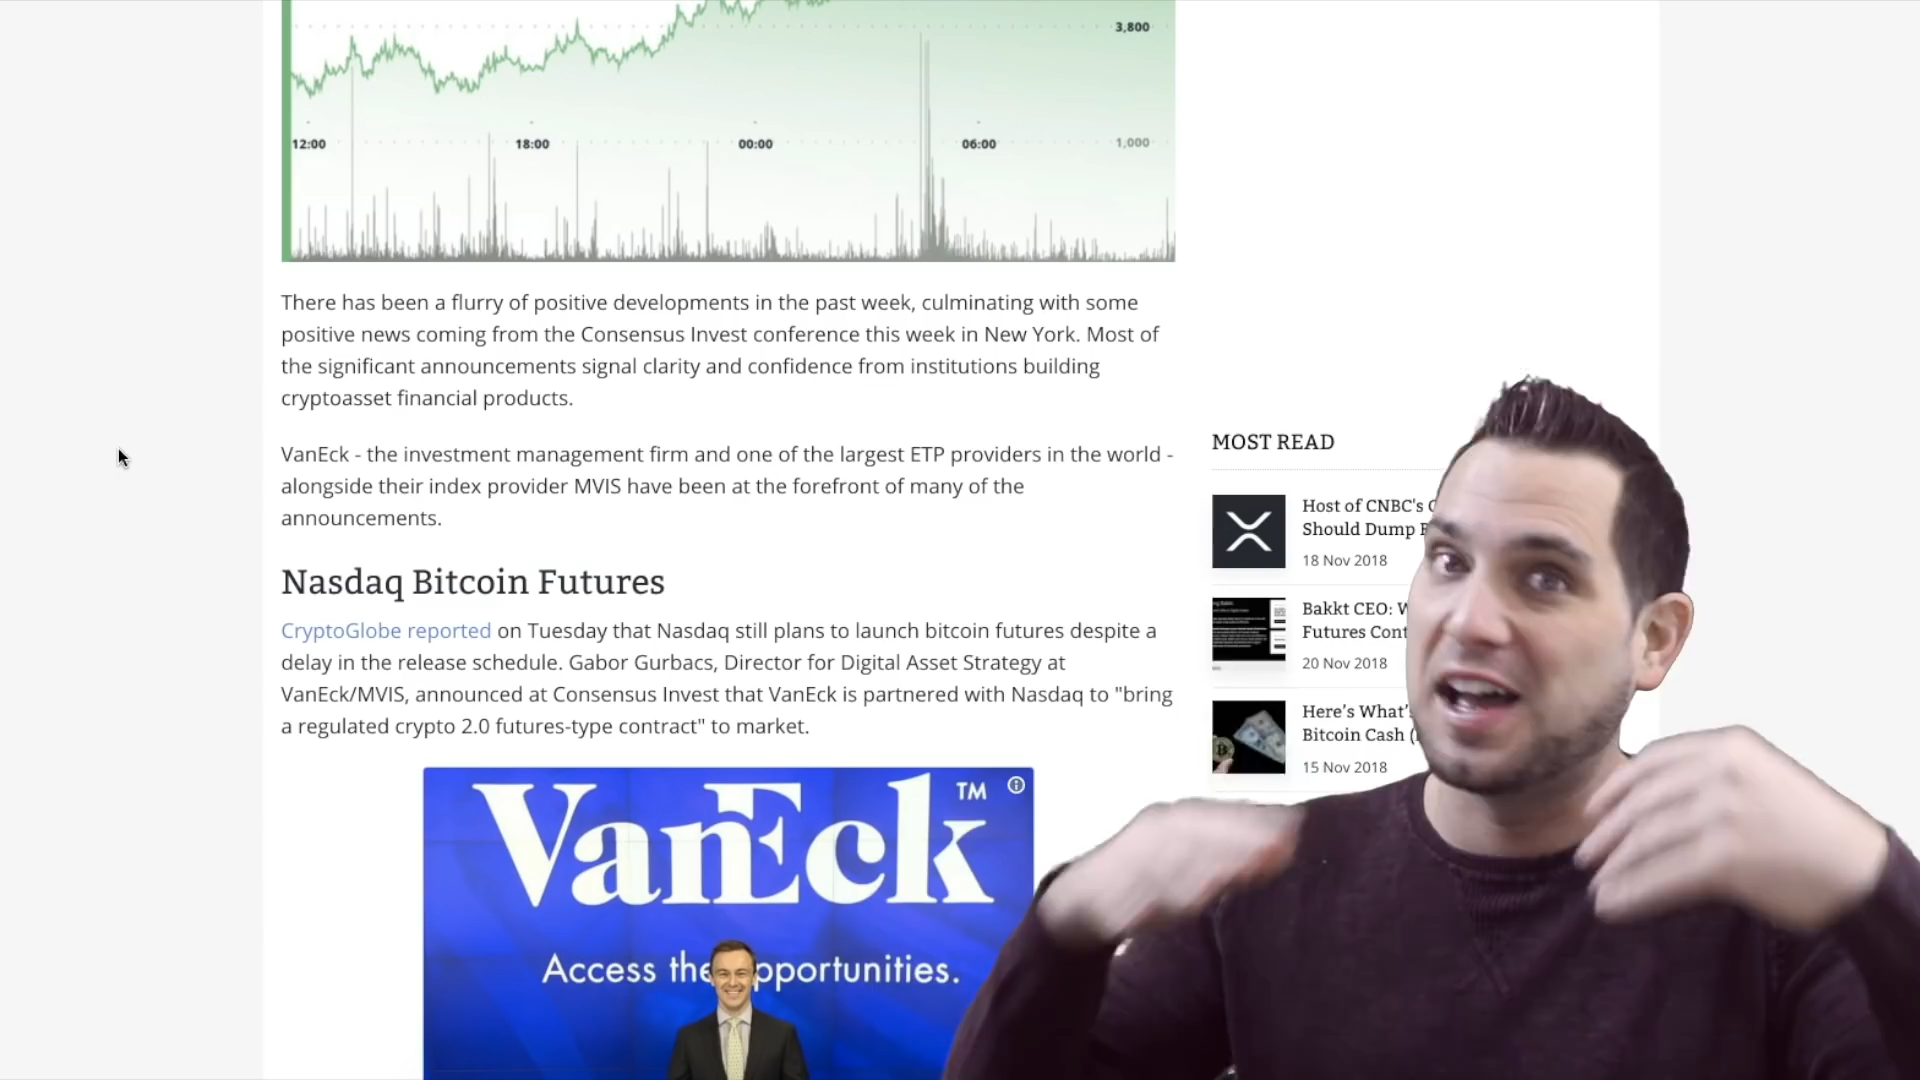 3,800
12:00
18:00
00:00
06:00
1,000
There has been a flurry of positive developments in the past week, culminating with some
positive news coming from the Consensus Invest conference this week in New York. Most of
the significant announcements signal clarity and confidence from institutions building
cryptoasset financial products.
VanEck - the investment management firm and one of the largest ETP providers in the world -
alongside their index provider MVIS have been at the forefront of many of the
announcements.
Nasdaq Bitcoin Futures
CryptoGlobe reported on Tuesday that Nasdaq still plans to launch bitcoin futures despite a
delay in the release schedule. Gabor Gurbacs, Director for Digital Asset Strategy at
VanEck/MVIS, announced at Consensus Invest that VanEck is partnered with Nasdaq to "bring
a regulated crypto 2.0 futures-type contract" to market.
VanEck™
Access the pportunities.
MOST READ
Host of CNBC's
Should Dump
18 Nov 2018
Bakkt CEO:
Futures Cont
20 Nov 2018
Here's What'
Bitcoin Cash (
15 Nov 2018